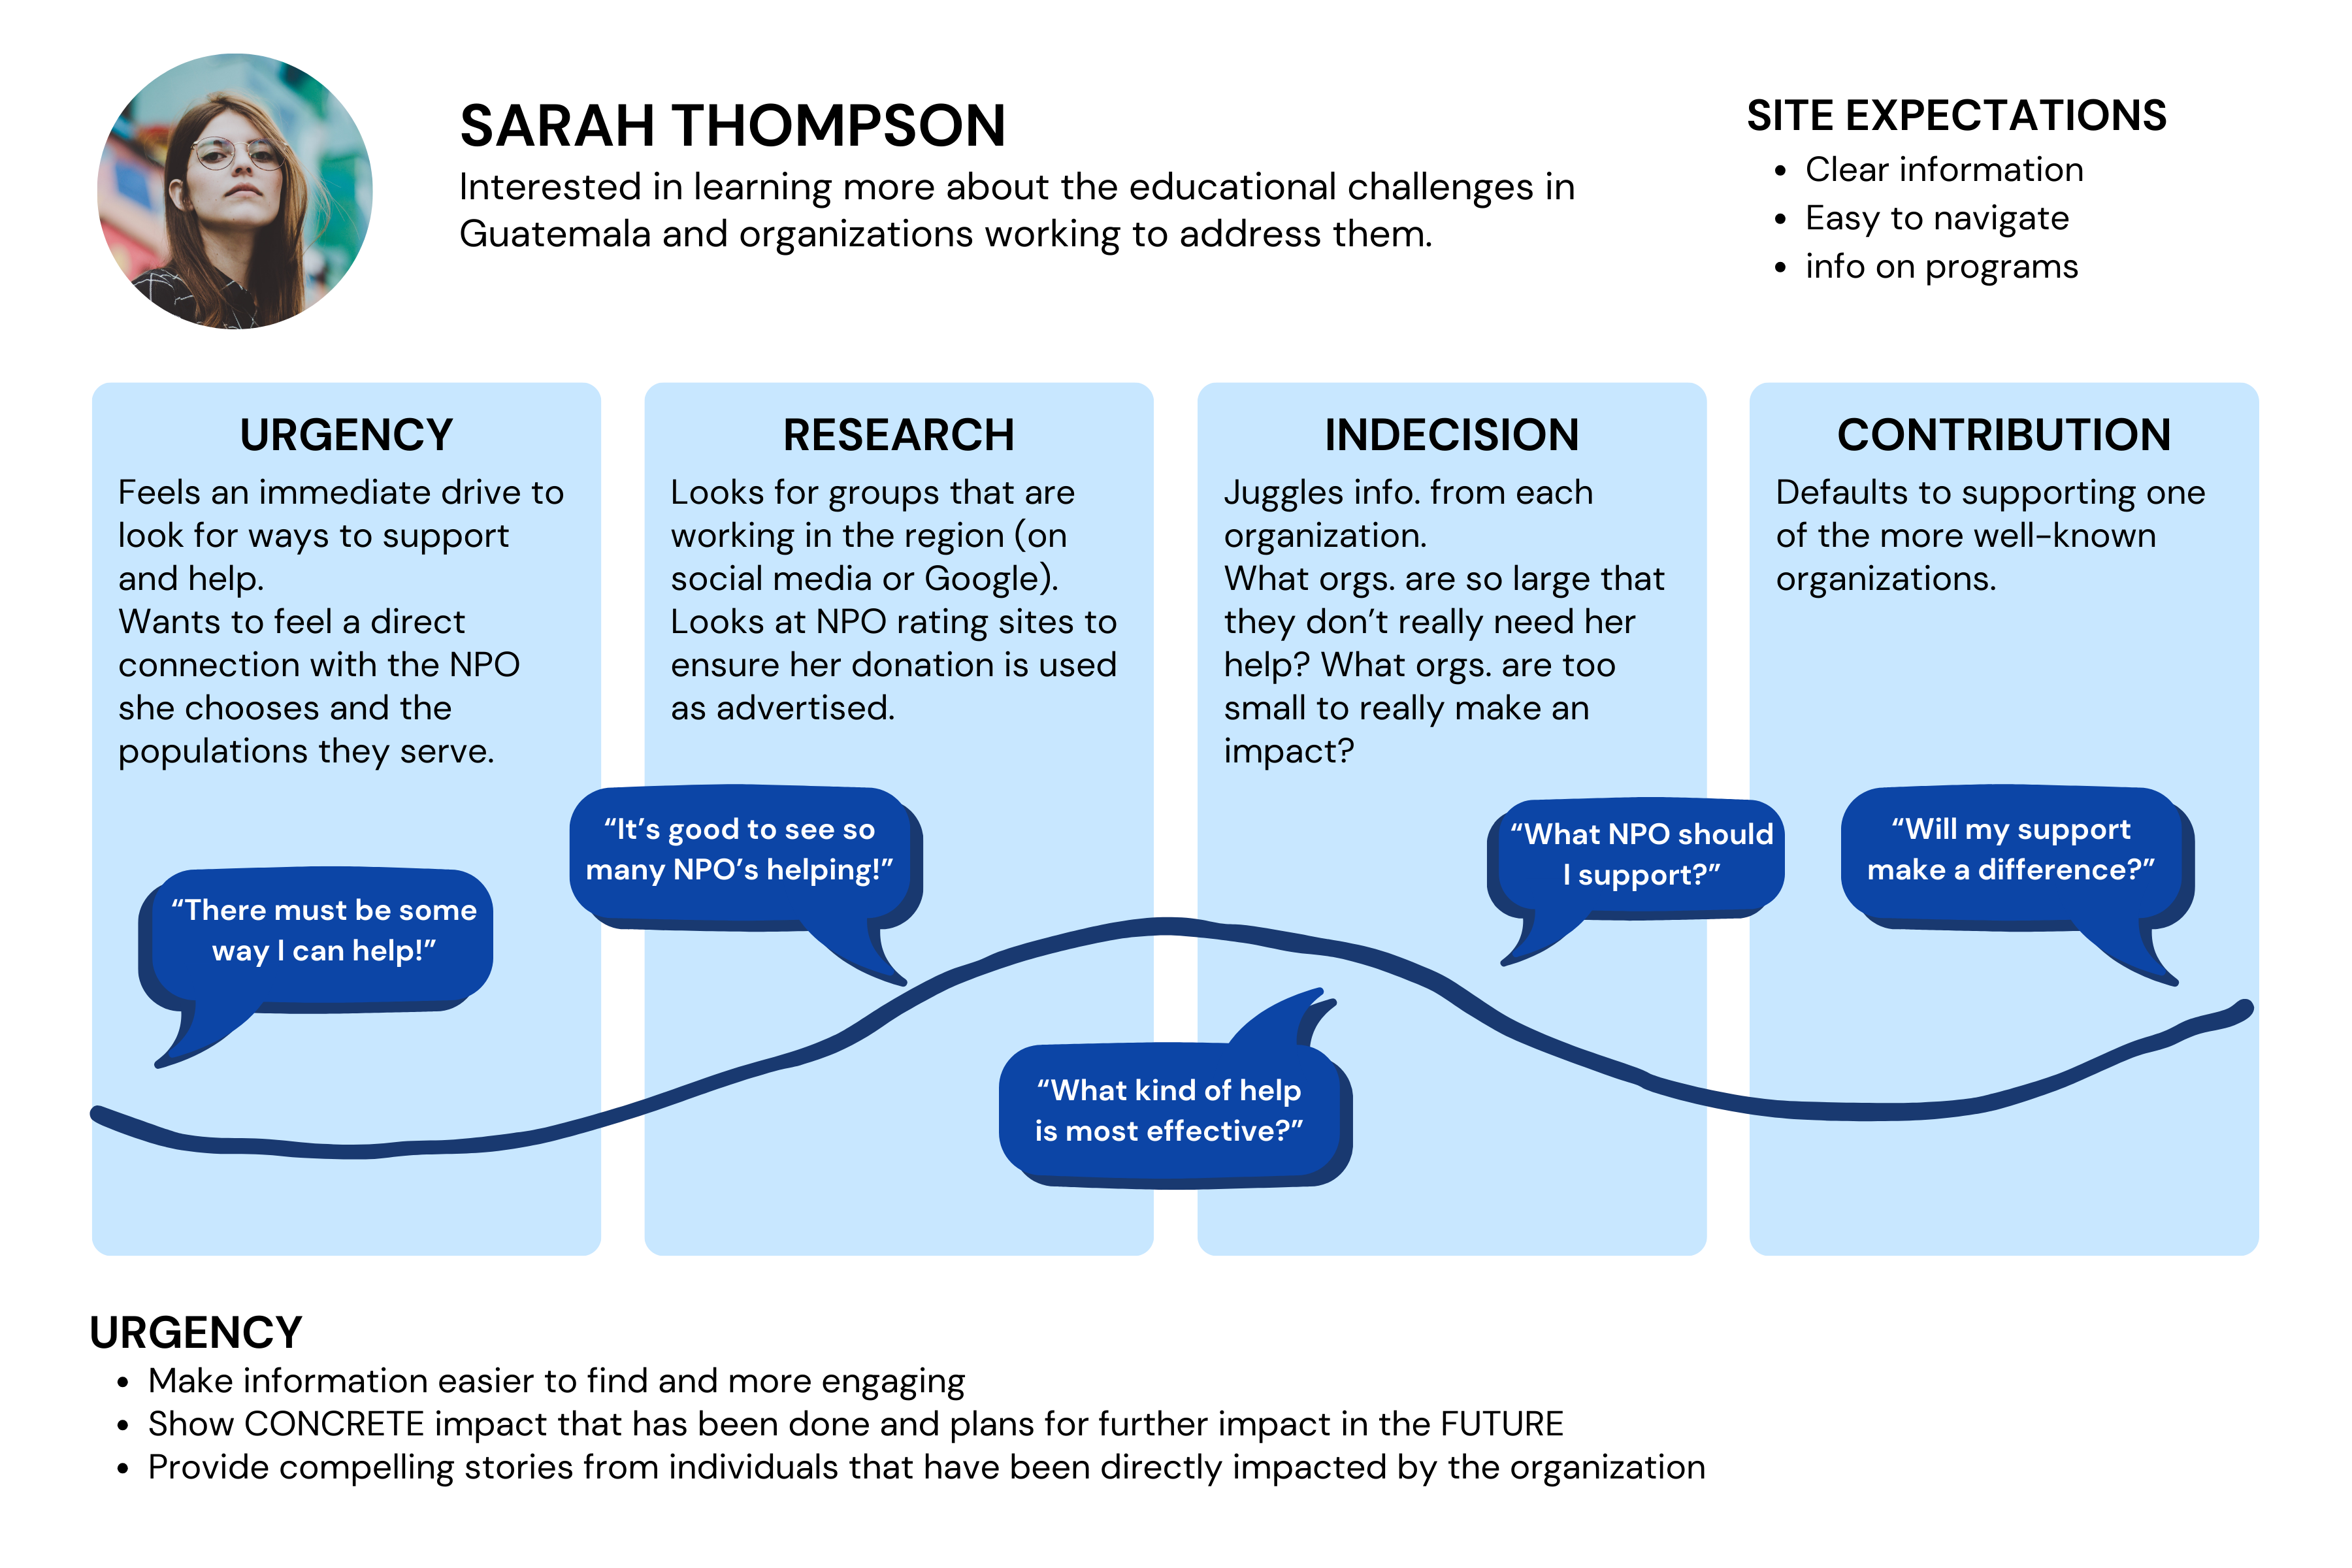 SARAH THOMPSON
Interested in learning more about the educational challenges in
Guatemala and organizations working to address them.
SITE EXPECTATIONS
• Clear information
• Easy to navigate
• info on programs
URGENCY
Feels an immediate drive to
look for ways to support
and help.
Wants to feel a direct
connection with the NPO
she chooses and the
populations they serve.
“There must be some
way I can help!”
RESEARCH
Looks for groups that are
working in the region (on
social media or Google).
Looks at NPO rating sites to
ensure her donation is used
as advertised.
“It’s good to see so
many NPO’s helping!”
“What kind of help
is most effective?”
INDECISION
Juggles info. from each
organization.
What orgs. are so large that
they don’t really need her
help? What orgs. are too
small to really make an
impact?
“What NPO should
I support?”
CONTRIBUTION
Defaults to supporting one
of the more well-known
organizations.
“Will my support
make a difference?”
URGENCY
• Make information easier to find and more engaging
• Show CONCRETE impact that has been done and plans for further impact in the FUTURE
• Provide compelling stories from individuals that have been directly impacted by the organization